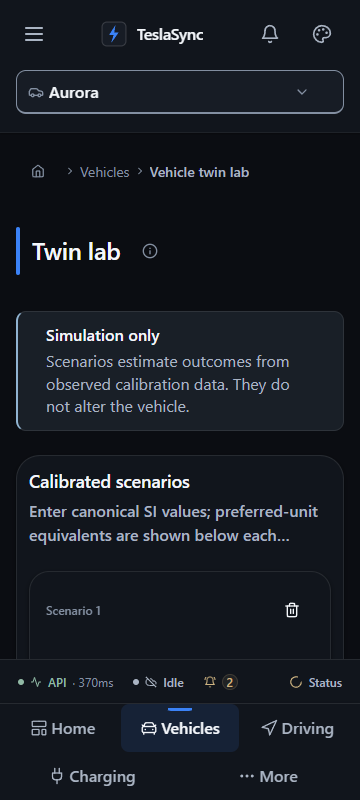 TeslaSync
Aurora
Vehicles
Vehicle twin lab
Twin lab
Simulation only
Scenarios estimate outcomes from
observed calibration data. They do
not alter the vehicle.
Calibrated scenarios
Enter canonical SI values; preferred-unit
equivalents are shown below each...
Scenario 1
API · 370ms
Idle
2
Status
Home
Vehicles
Driving
Charging
More